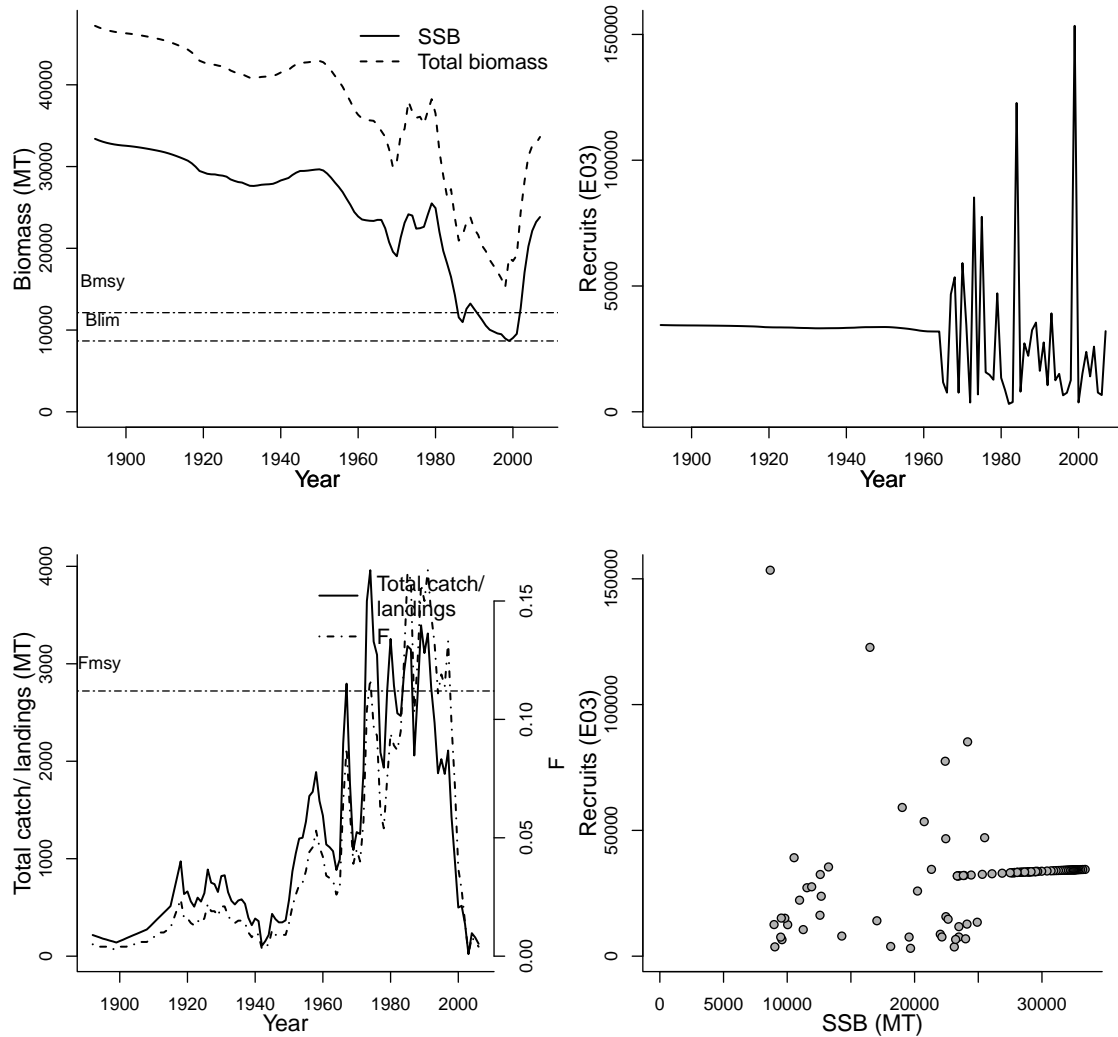 SSB
Total biomass
Biomass (MT)
0
10000
20000
30000
40000
Bmsy
Blim
1900
1920
1940
1960
1980
2000
Year
Recruits (E03)
0
50000
100000
150000
1900
1920
1940
1960
1980
2000
Year
Total catch/
landings
F
Total catch/ landings (MT)
0
1000
2000
3000
4000
Fmsy
0.00
0.05
0.10
0.15
F
1900
1920
1940
1960
1980
2000
Year
Recruits (E03)
0
50000
100000
150000
0
5000
10000
20000
30000
SSB (MT)